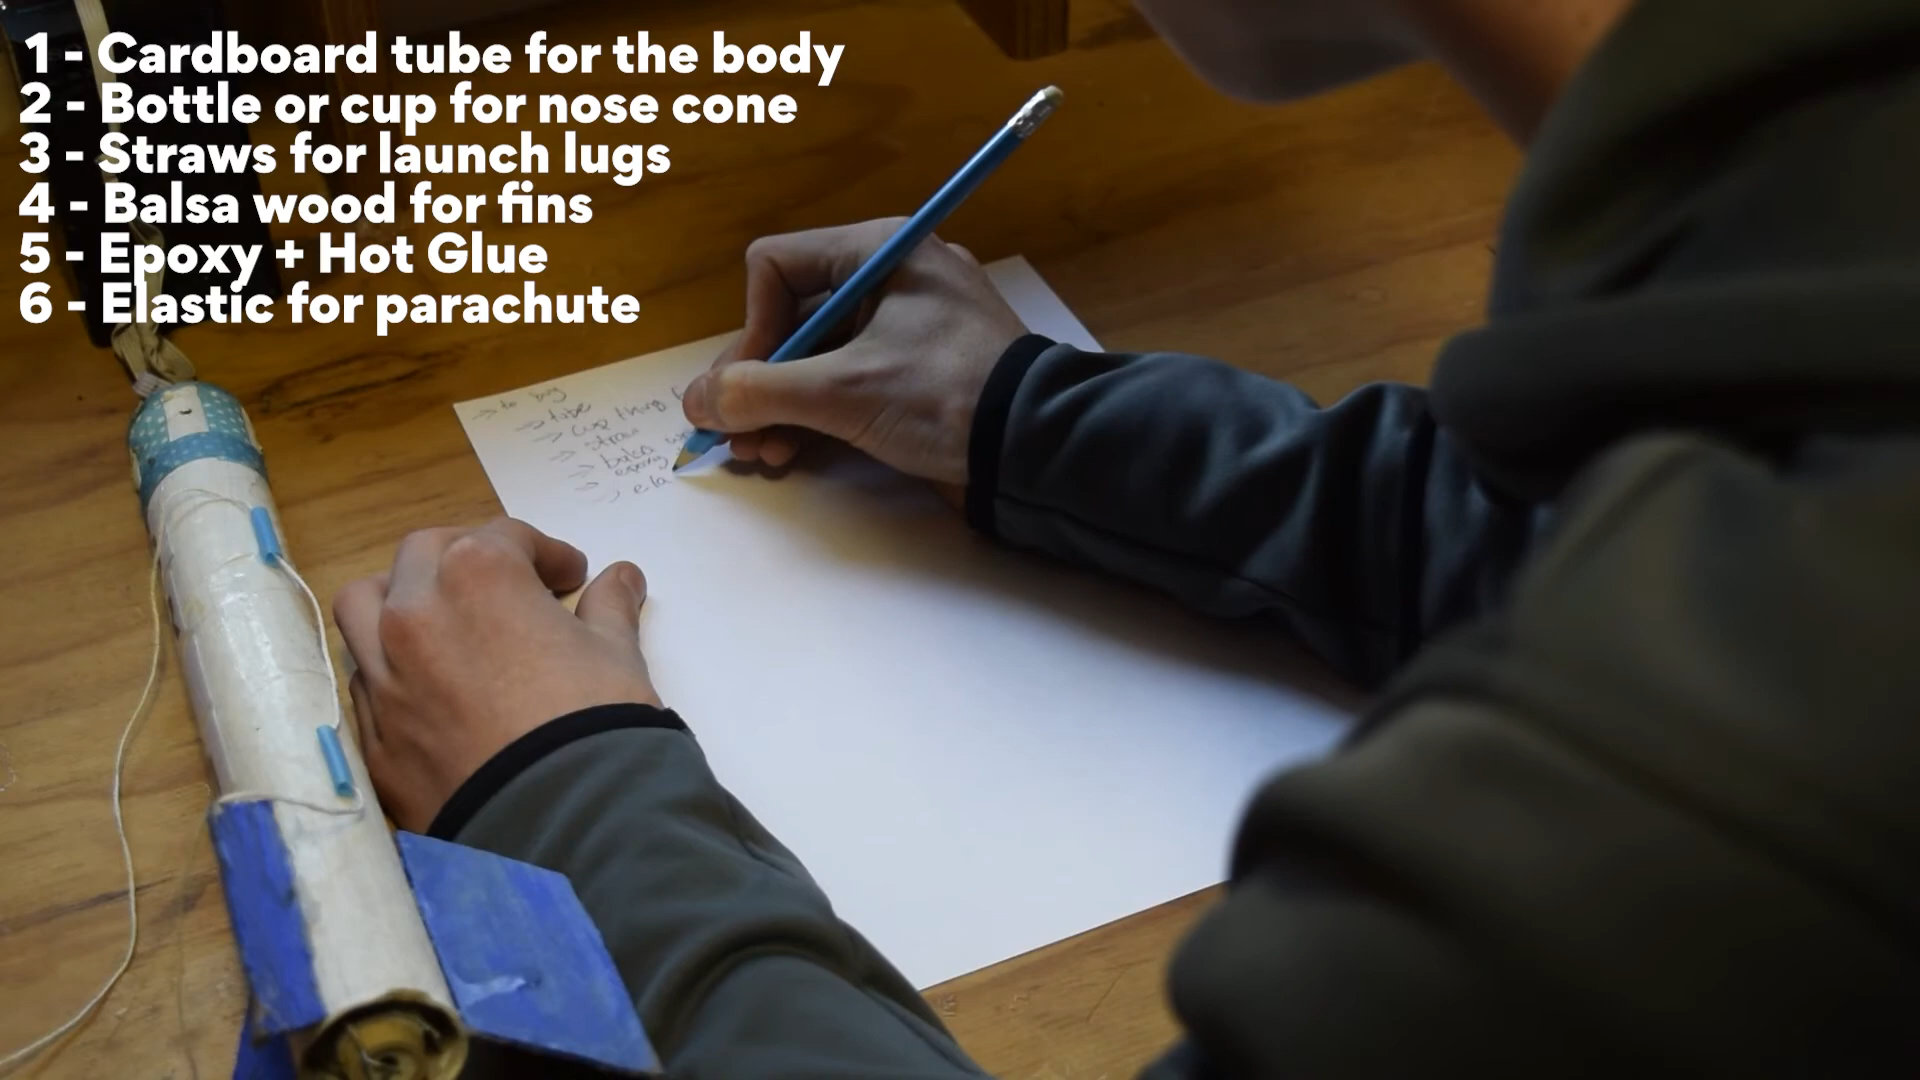 1 - Cardboard tube for the body
2 - Bottle or cup for nose cone
3 - Straws for launch lugs
4 - Balsa wood for fins
5 - Epoxy + Hot Glue
6 - Elastic for parachute
to buy
tube
cup thing
straw
balsa
epoxy
ela